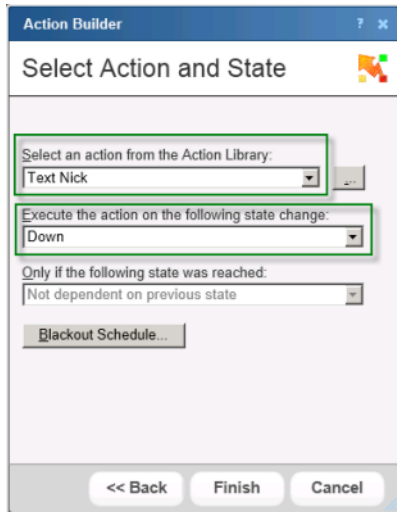 Action Builder ? ×
Select Action and State
Select an action from the Action Library:
Text Nick ...
Execute the action on the following state change:
Down
Only if the following state was reached:
Not dependent on previous state
Blackout Schedule...
<< Back Finish Cancel